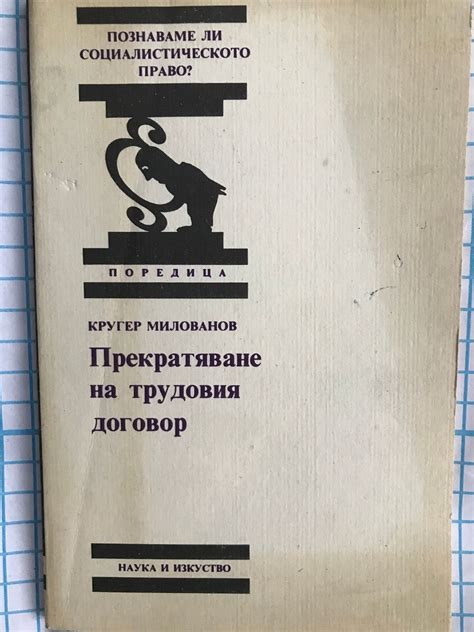 ПОЗНАВАМЕ ЛИ
СОЦИАЛИСТИЧЕСКОТО
ПРАВО?
ПОРЕДИЦА
КРУГЕР МИЛОВАНОВ
Прекратяване
на трудовия
договор
НАУКА И ИЗКУСТВО